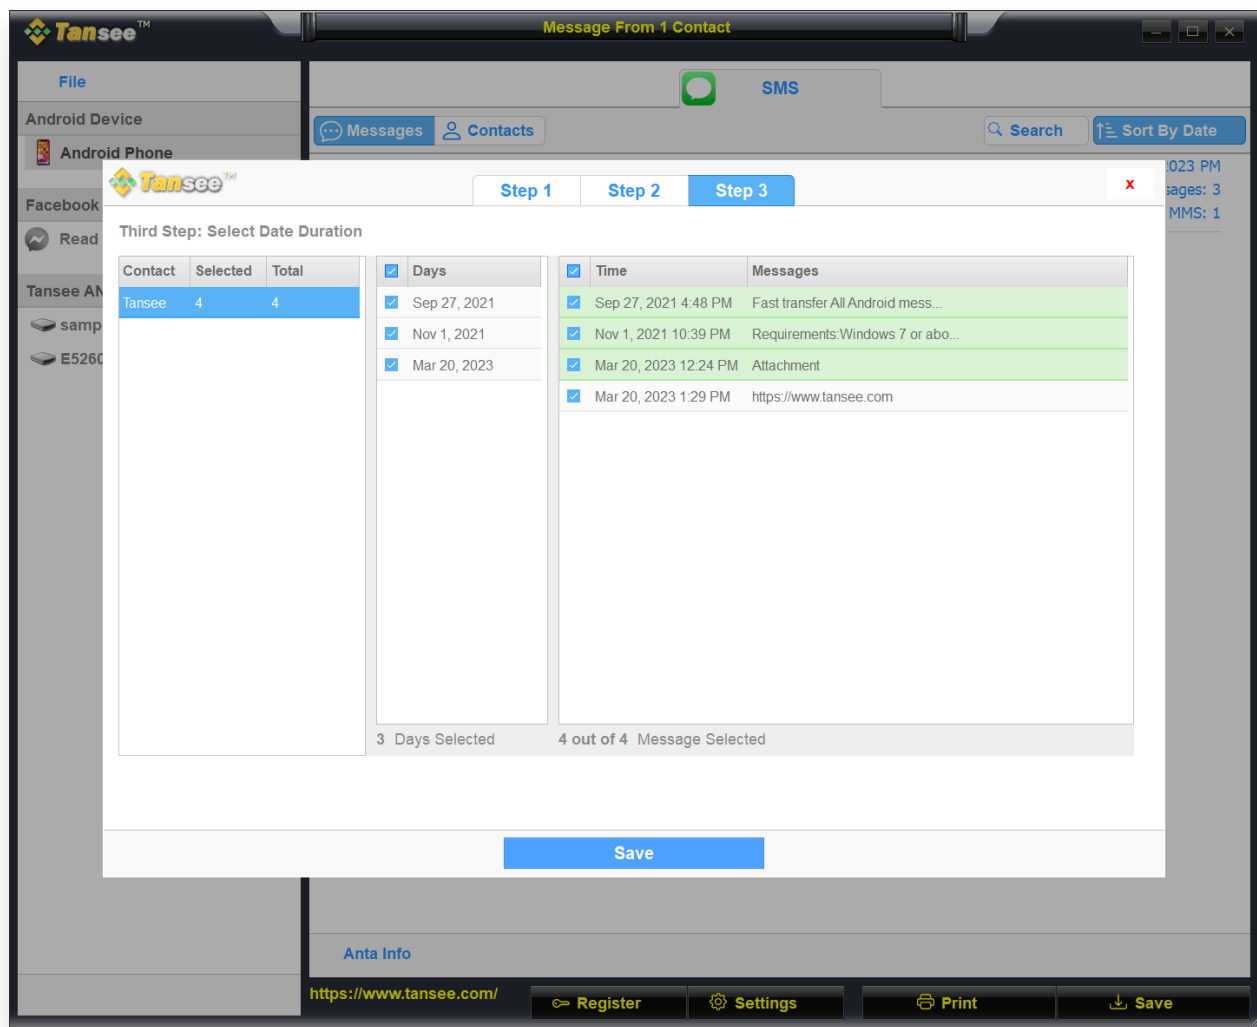 Tansee™
Message From 1 Contact
File
SMS
Android Device
Messages
Contacts
Search
Sort By Date
Android Phone
2023 PM
Tansee™
Step 1
Step 2
Step 3
x
sages: 3
Facebook
MMS: 1
Read
Third Step: Select Date Duration
Contact Selected Total
Days
Time Messages
Tansee AN
Tansee 4 4
Sep 27, 2021
Sep 27, 2021 4:48 PM Fast transfer All Android mess...
samp
Nov 1, 2021
Nov 1, 2021 10:39 PM Requirements:Windows 7 or abo...
E5260
Mar 20, 2023
Mar 20, 2023 12:24 PM Attachment
Mar 20, 2023 1:29 PM https://www.tansee.com
3 Days Selected
4 out of 4 Message Selected
Save
Anta Info
https://www.tansee.com/
Register
Settings
Print
Save